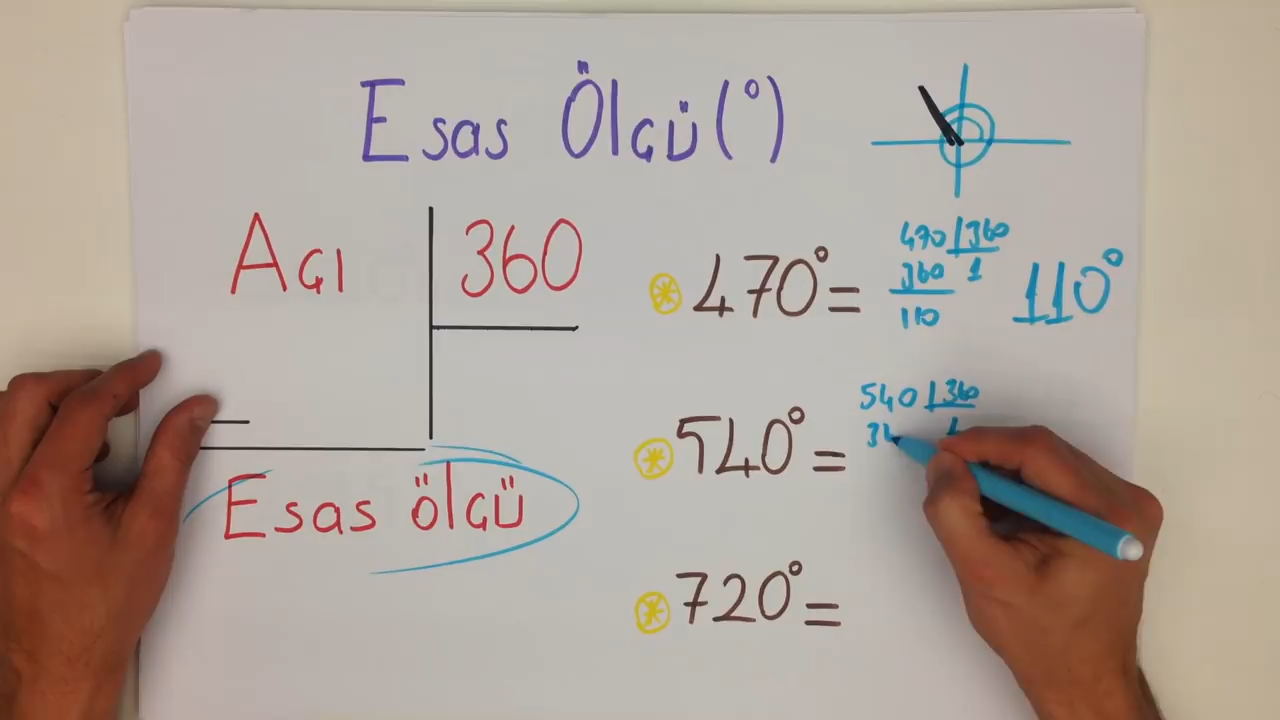 Esas Ölçü(°)
Açı 360
Esas ölçü
470°=
470 360
360 1
110
110°
540°=
540 360
720°=